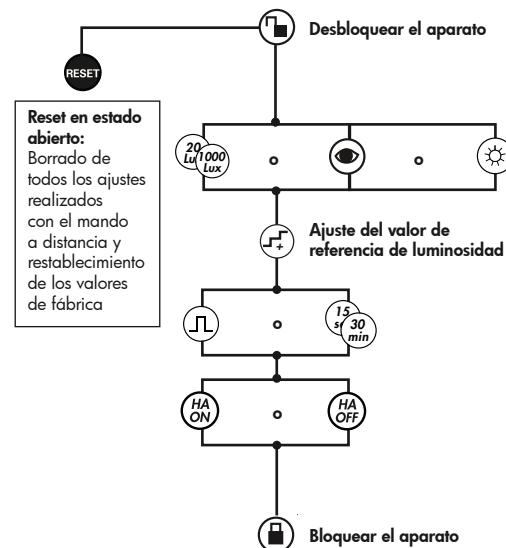 Desbloquear el aparato
RESET
Reset en estado
abierto:
Borrado de
todos los ajustes
realizados
con el mando
a distancia y
restablecimiento
de los valores
de fábrica
20
Lu
1000
Lux
Ajuste del valor de
referencia de luminosidad
15
se
30
min
HA
ON
HA
OFF
Bloquear el aparato